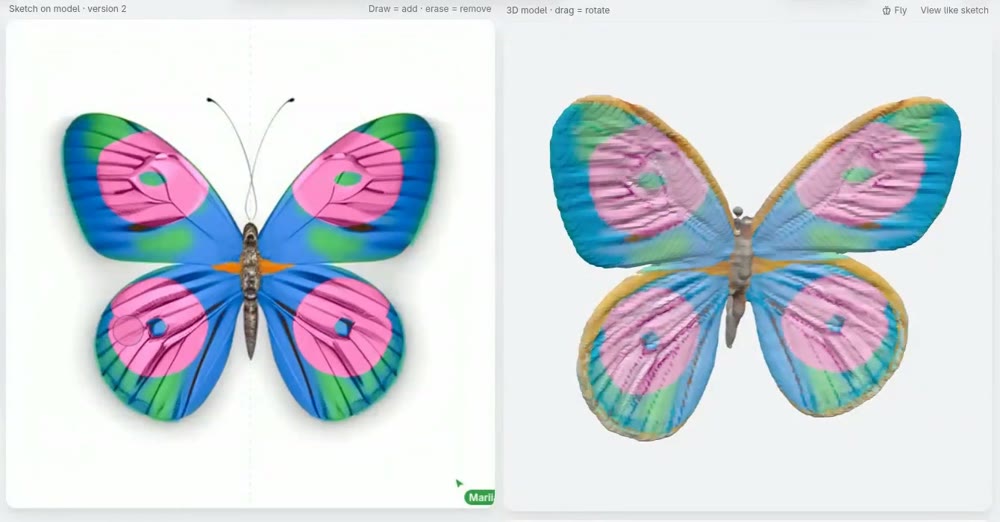 Sketch on model · version 2
Draw = add · erase = remove
3D model · drag = rotate
Fly
View like sketch
Marli